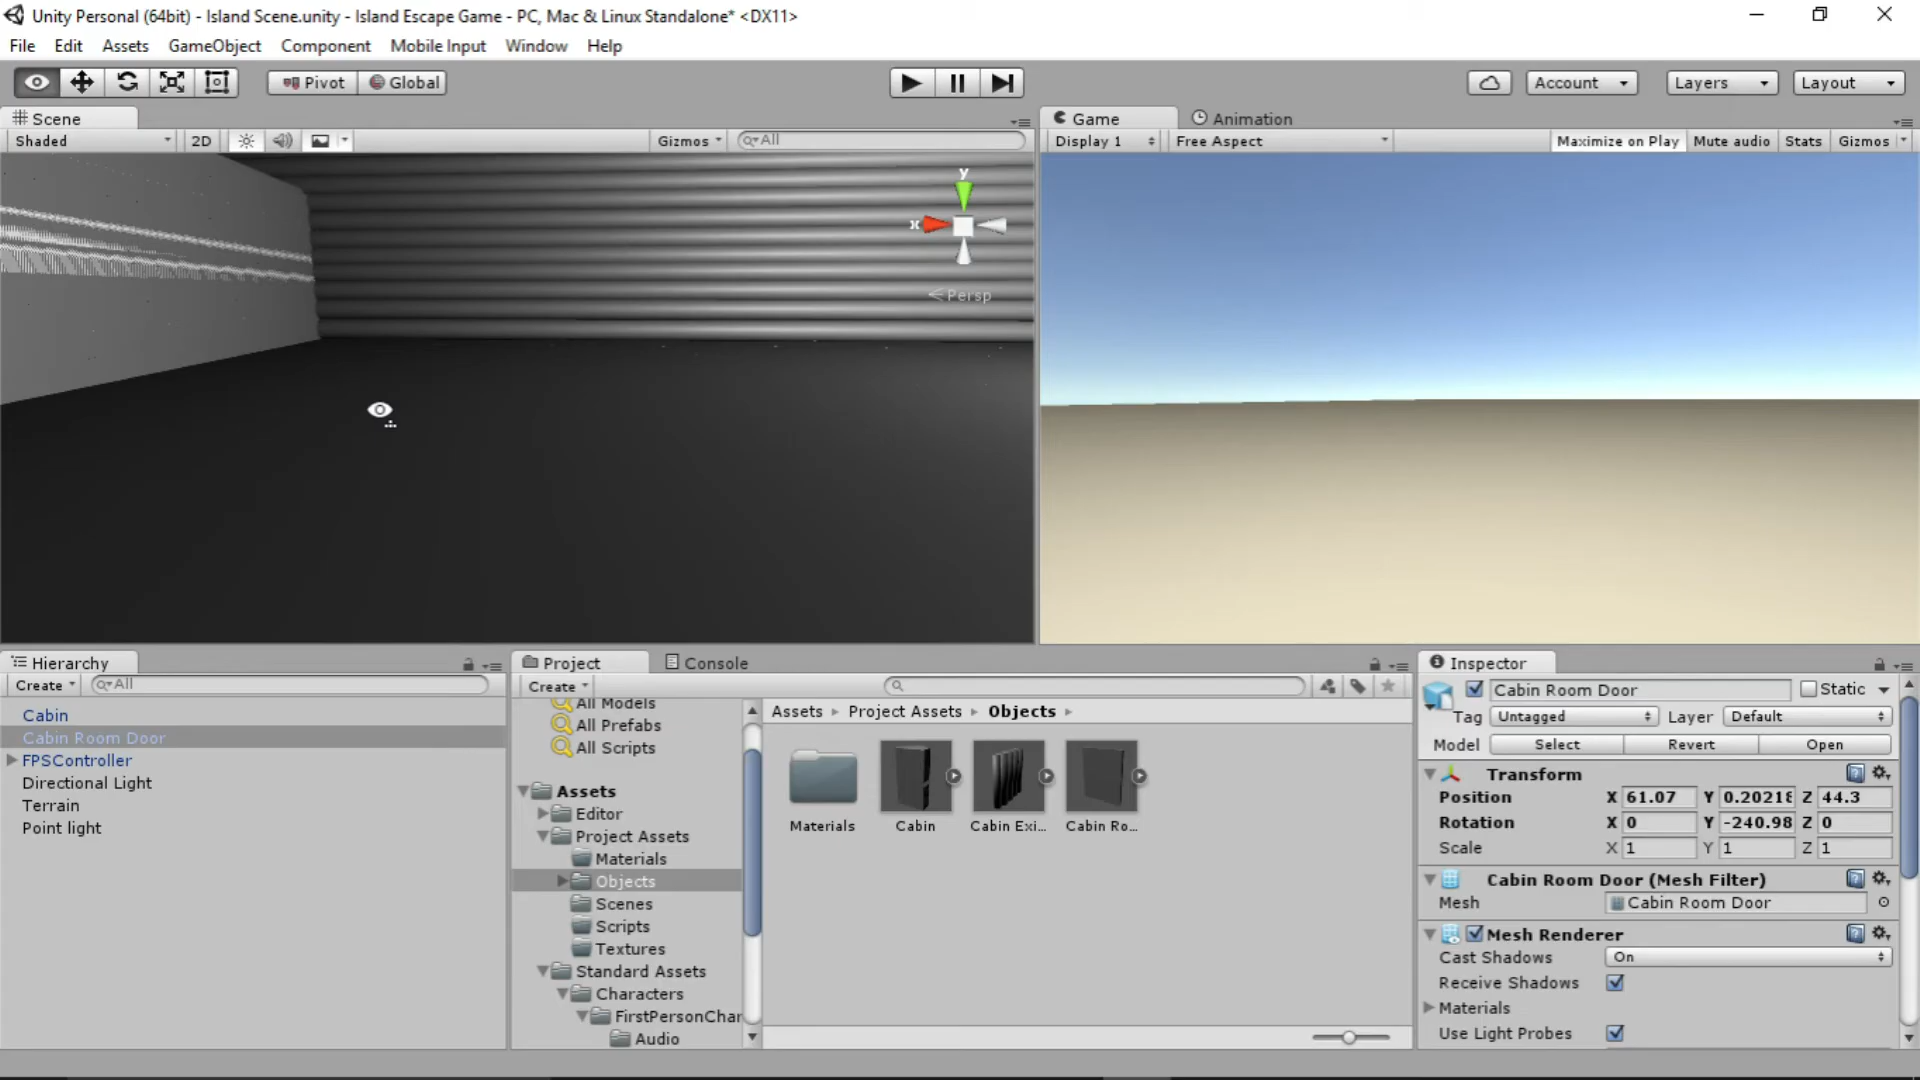 Unity Personal (64bit) - Island Scene.unity - Island Escape Game - PC, Mac & Linux Standalone* <DX11>
File Edit Assets GameObject Component Mobile Input Window Help
Pivot Global Account Layers Layout
Scene
Shaded 2D Gizmos All
Game Animation
Display 1 Free Aspect Maximize on Play Mute audio Stats Gizmos
y
x
Persp
Hierarchy
Create All
Cabin
Cabin Room Door
FPSController
Directional Light
Terrain
Point light
Project Console
Create
All Models
All Prefabs
All Scripts
Assets
Editor
Project Assets
Materials
Objects
Scenes
Scripts
Textures
Standard Assets
Characters
FirstPersonChar
Audio
Assets Project Assets Objects
Materials Cabin Cabin Exi... Cabin Ro...
Inspector
Cabin Room Door Static
Tag Untagged Layer Default
Model Select Revert Open
Transform
Position X 61.07 Y 0.20218 Z 44.3
Rotation X 0 Y -240.98 Z 0
Scale X 1 Y 1 Z 1
Cabin Room Door (Mesh Filter)
Mesh Cabin Room Door
Mesh Renderer
Cast Shadows On
Receive Shadows
Materials
Use Light Probes